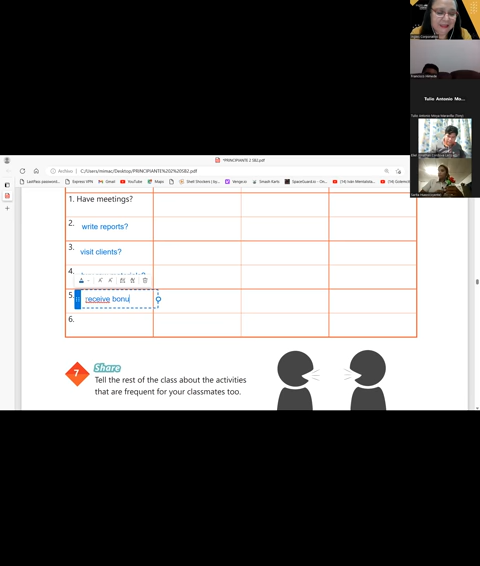 Tulio Antonio Mo...
*PRINCIPIANTE 2 SB2.pdf
Archivo C:/Users/mimac/Desktop/PRINCIPIANTE%202%20SB2.pdf
LastPass password... Express VPN Gmail YouTube Maps Shell Shockers | by... Venge.io Smash Karts SpaceGuard.io - On...
1. Have meetings?
2. write reports?
3. visit clients?
4.
5. receive bonu
6.
7 Share
Tell the rest of the class about the activities
that are frequent for your classmates too.